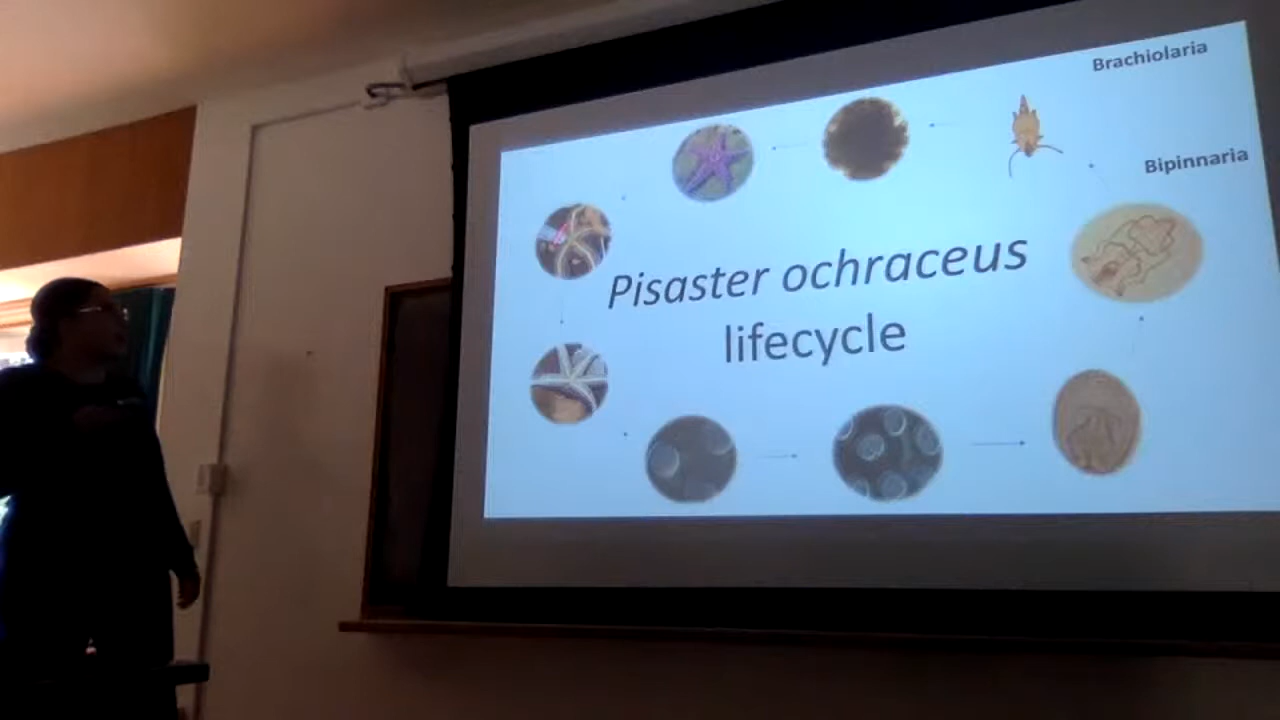 Brachiolaria
Bipinnaria
Pisaster ochraceus
lifecycle